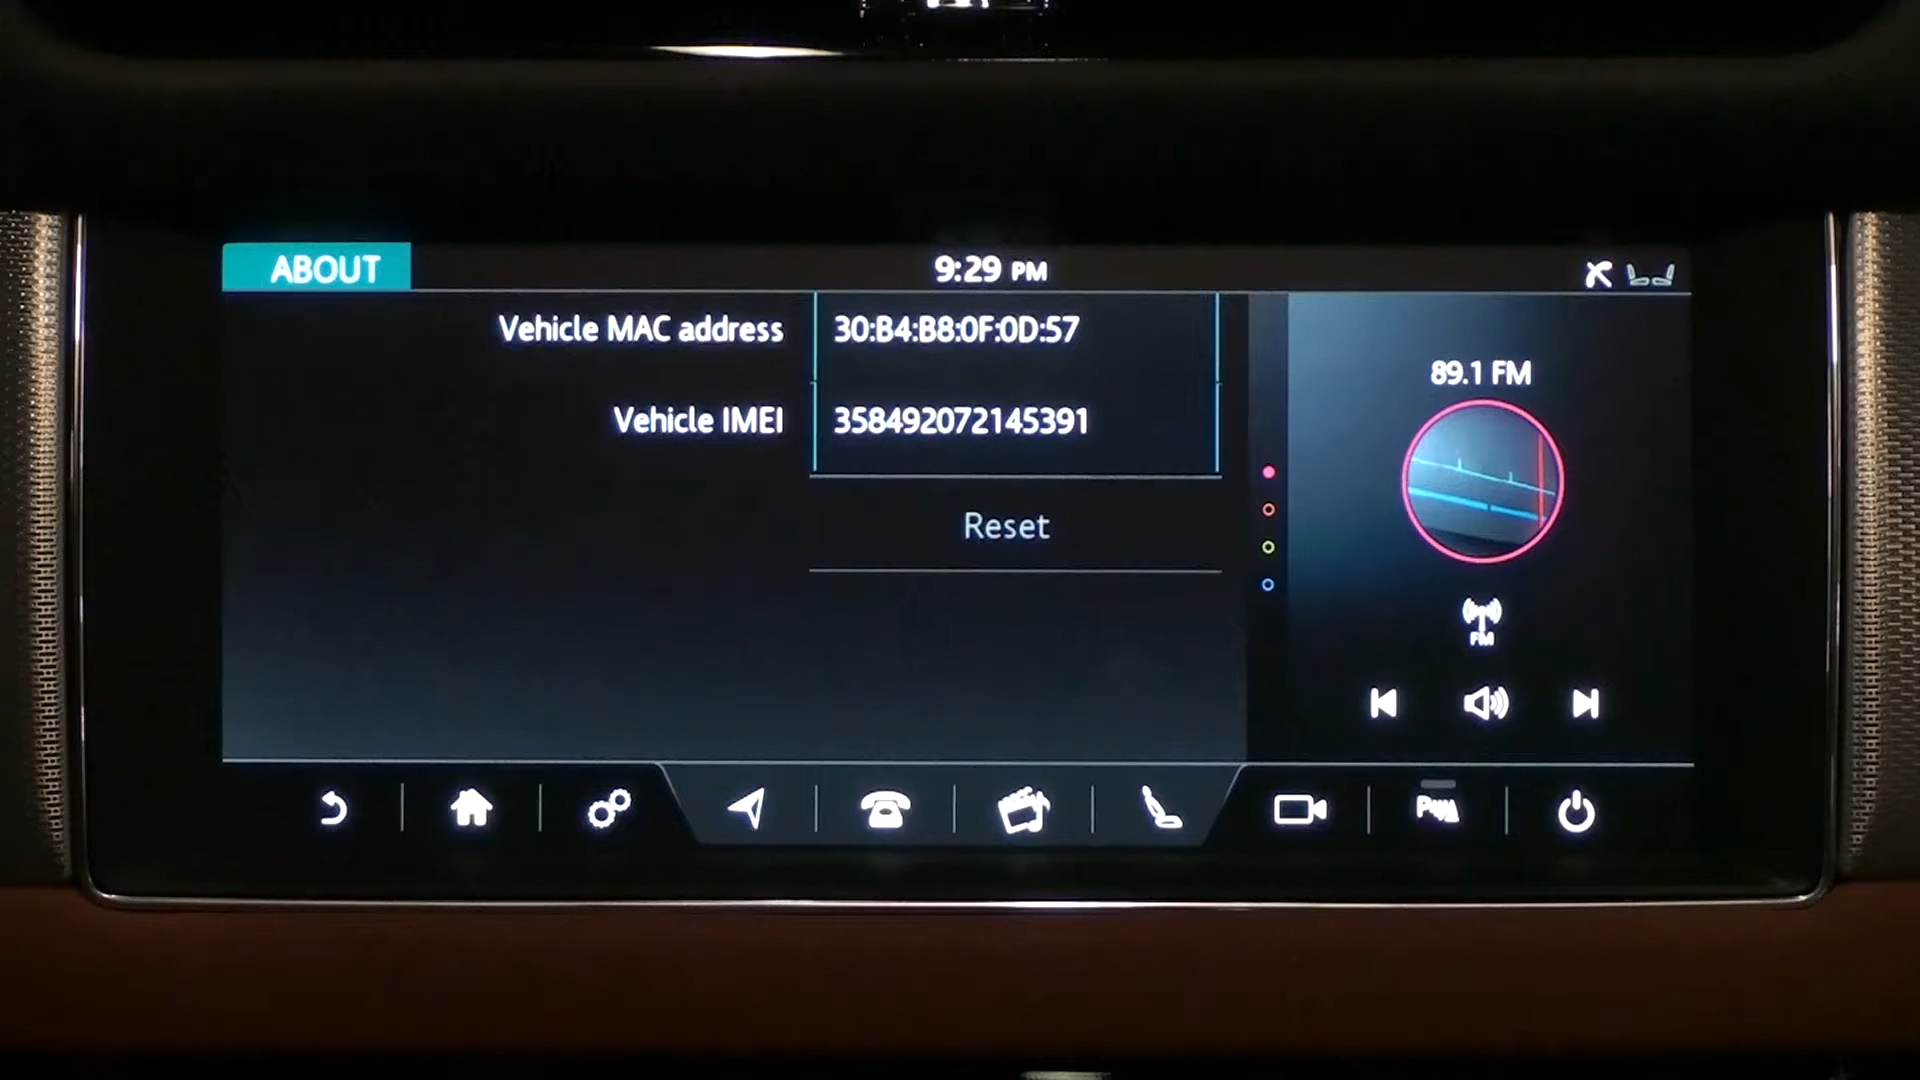 ABOUT
9:29 PM
Vehicle MAC address
30:B4:B8:0F:0D:57
Vehicle IMEI
358492072145391
Reset
89.1 FM
FM